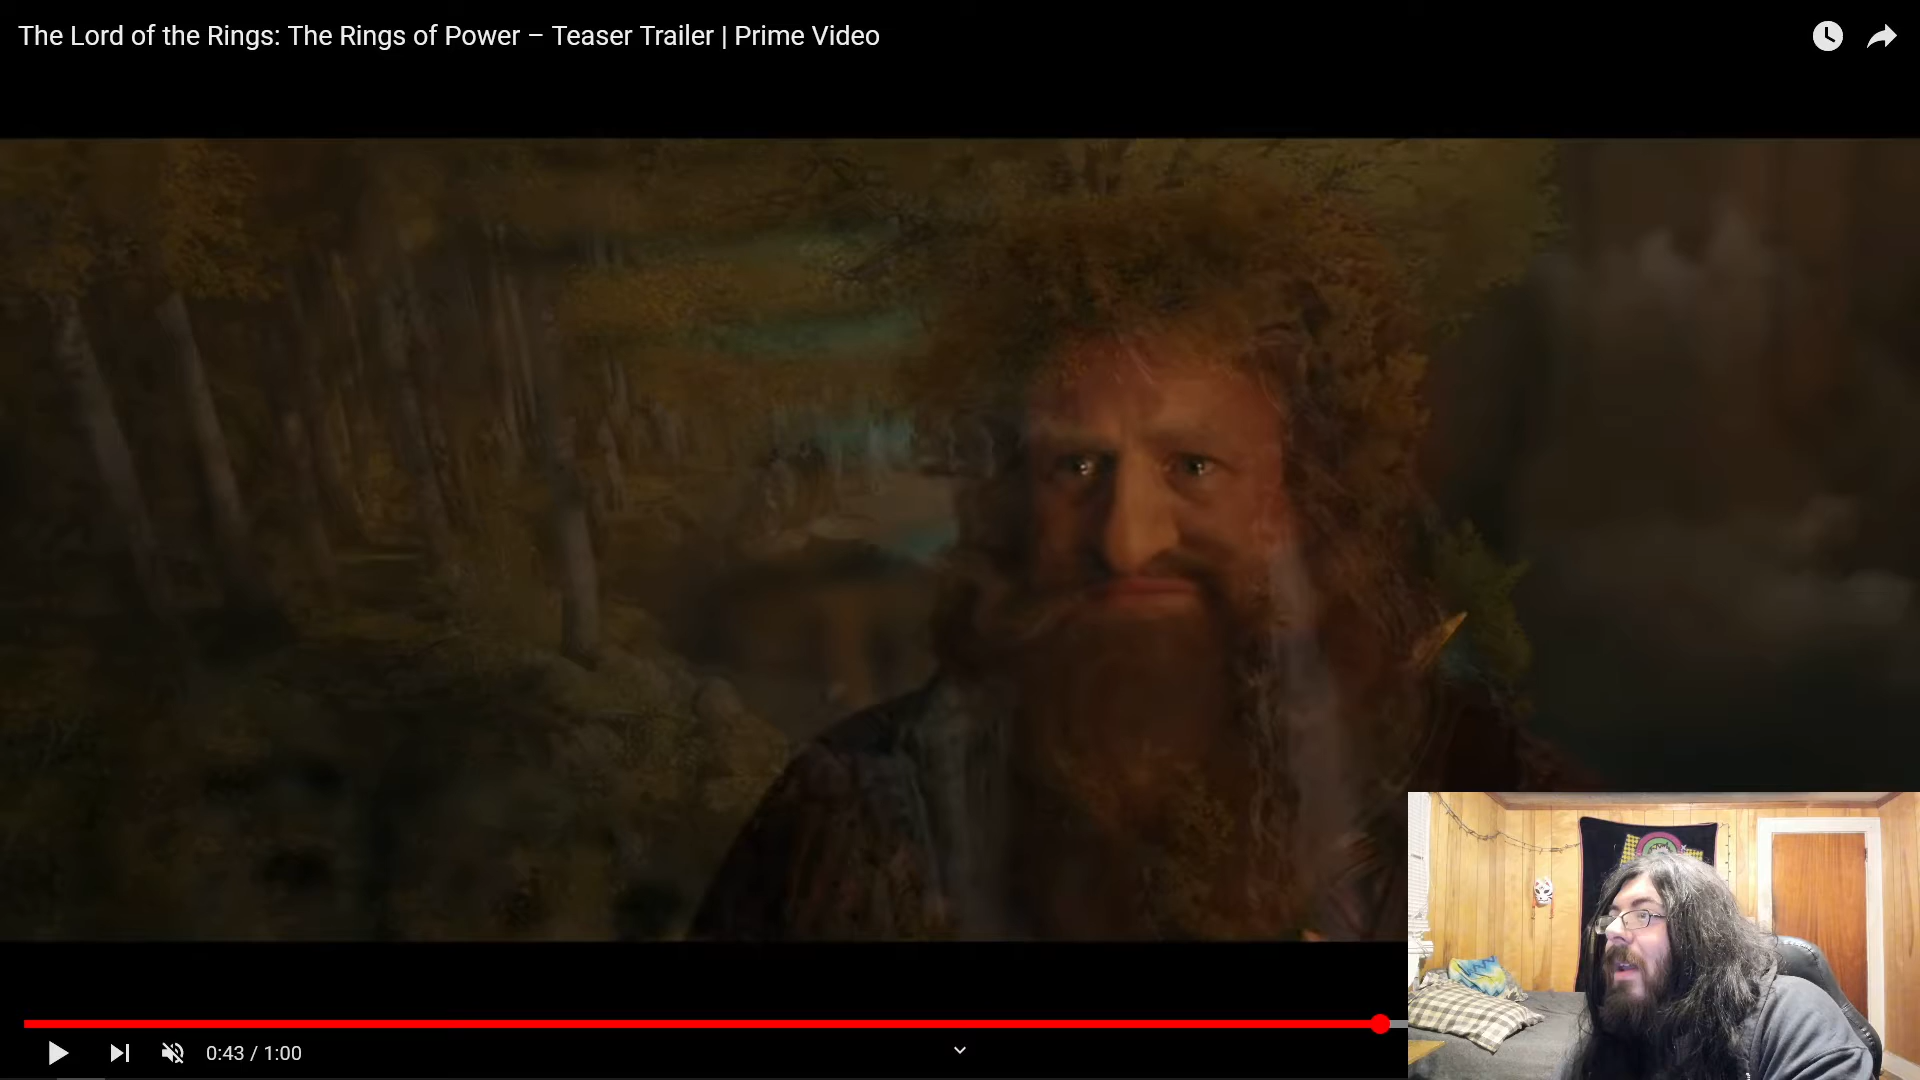 The Lord of the Rings: The Rings of Power – Teaser Trailer | Prime Video
0:43 / 1:00